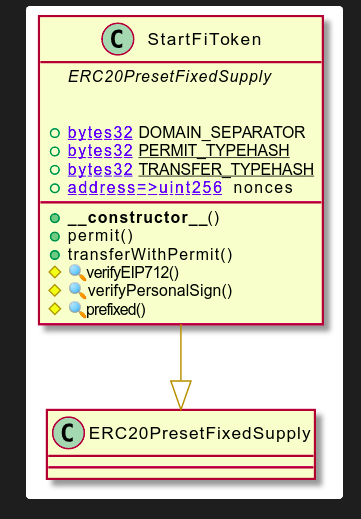 C StartFiToken
ERC20PresetFixedSupply
bytes32 DOMAIN_SEPARATOR
bytes32 PERMIT_TYPEHASH
bytes32 TRANSFER_TYPEHASH
address=>uint256 nonces
__constructor__()
permit()
transferWithPermit()
🔍verifyEIP712()
🔍verifyPersonalSign()
🔍prefixed()
C ERC20PresetFixedSupply